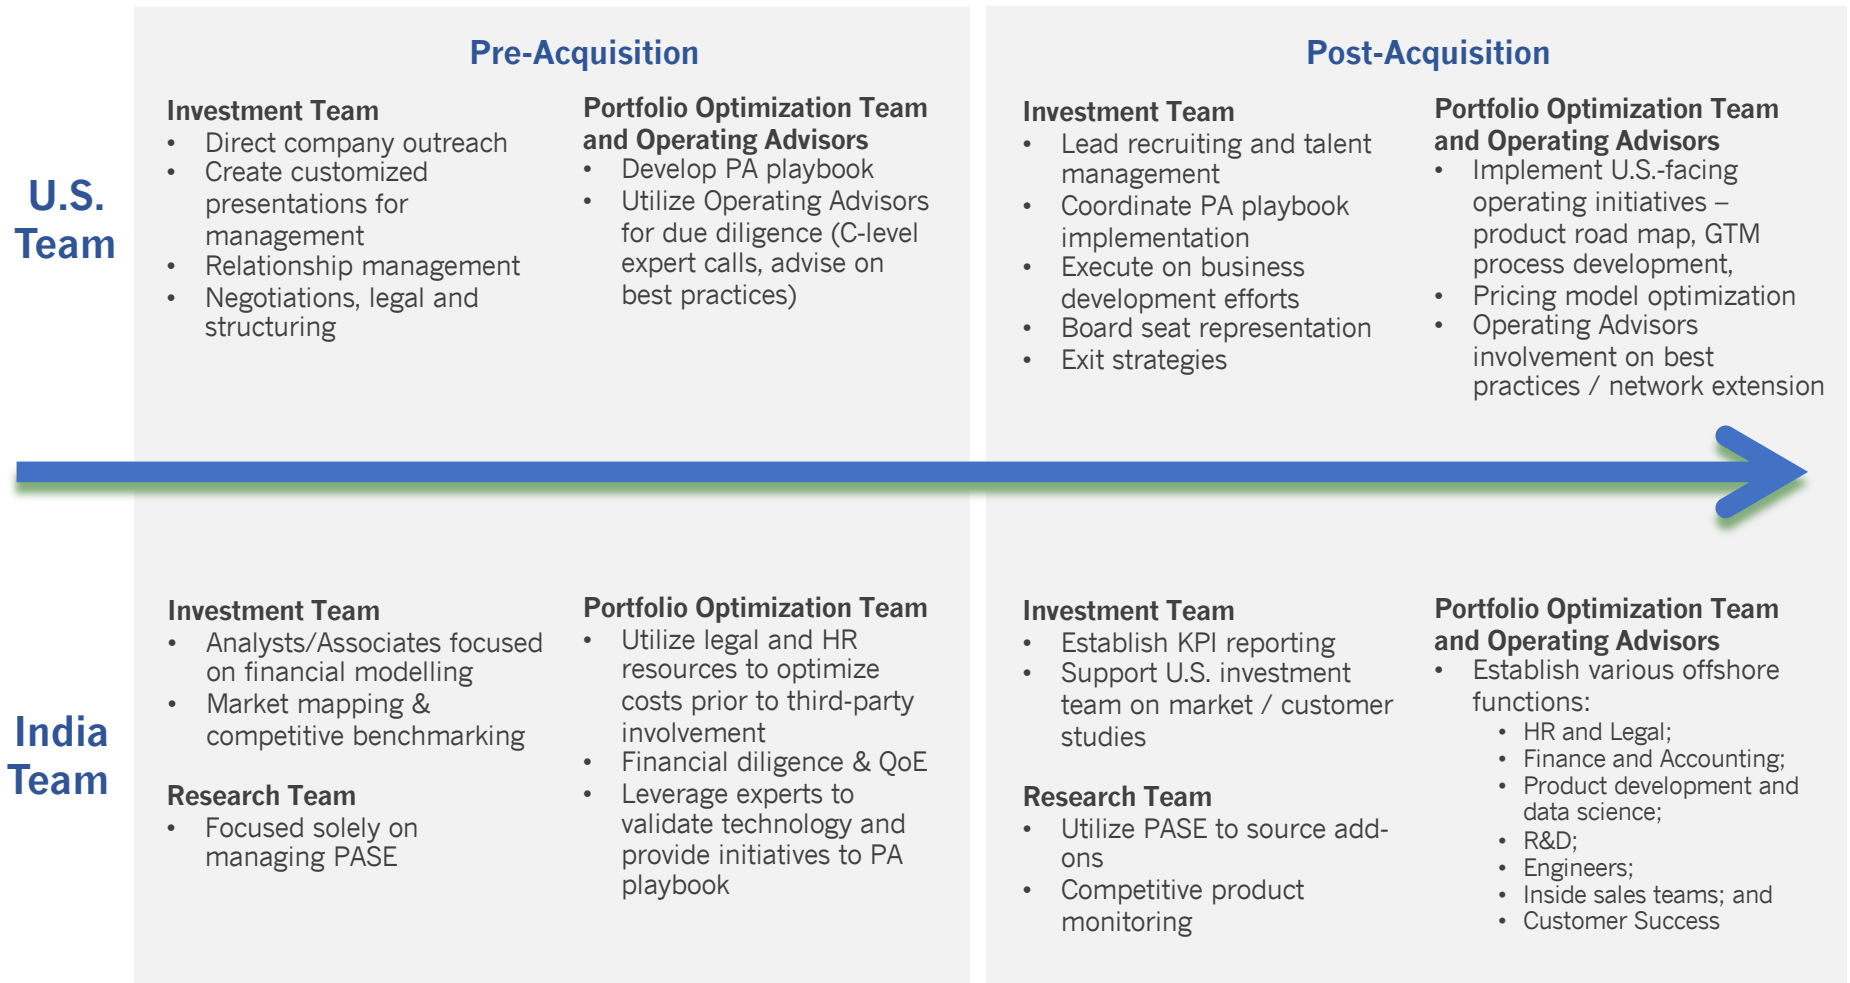 Pre-Acquisition
Post-Acquisition
U.S.
Team
Investment Team
• Direct company outreach
• Create customized
presentations for
management
• Relationship management
• Negotiations, legal and
structuring
Portfolio Optimization Team
and Operating Advisors
• Develop PA playbook
• Utilize Operating Advisors
for due diligence (C-level
expert calls, advise on
best practices)
Investment Team
• Lead recruiting and talent
management
• Coordinate PA playbook
implementation
• Execute on business
development efforts
• Board seat representation
• Exit strategies
Portfolio Optimization Team
and Operating Advisors
• Implement U.S.-facing
operating initiatives –
product road map, GTM
process development,
• Pricing model optimization
• Operating Advisors
involvement on best
practices / network extension
India
Team
Investment Team
• Analysts/Associates focused
on financial modelling
• Market mapping &
competitive benchmarking
Research Team
• Focused solely on
managing PASE
Portfolio Optimization Team
• Utilize legal and HR
resources to optimize
costs prior to third-party
involvement
• Financial diligence & QoE
• Leverage experts to
validate technology and
provide initiatives to PA
playbook
Investment Team
• Establish KPI reporting
• Support U.S. investment
team on market / customer
studies
Research Team
• Utilize PASE to source add-
ons
• Competitive product
monitoring
Portfolio Optimization Team
and Operating Advisors
• Establish various offshore
functions:
• HR and Legal;
• Finance and Accounting;
• Product development and
data science;
• R&D;
• Engineers;
• Inside sales teams; and
• Customer Success